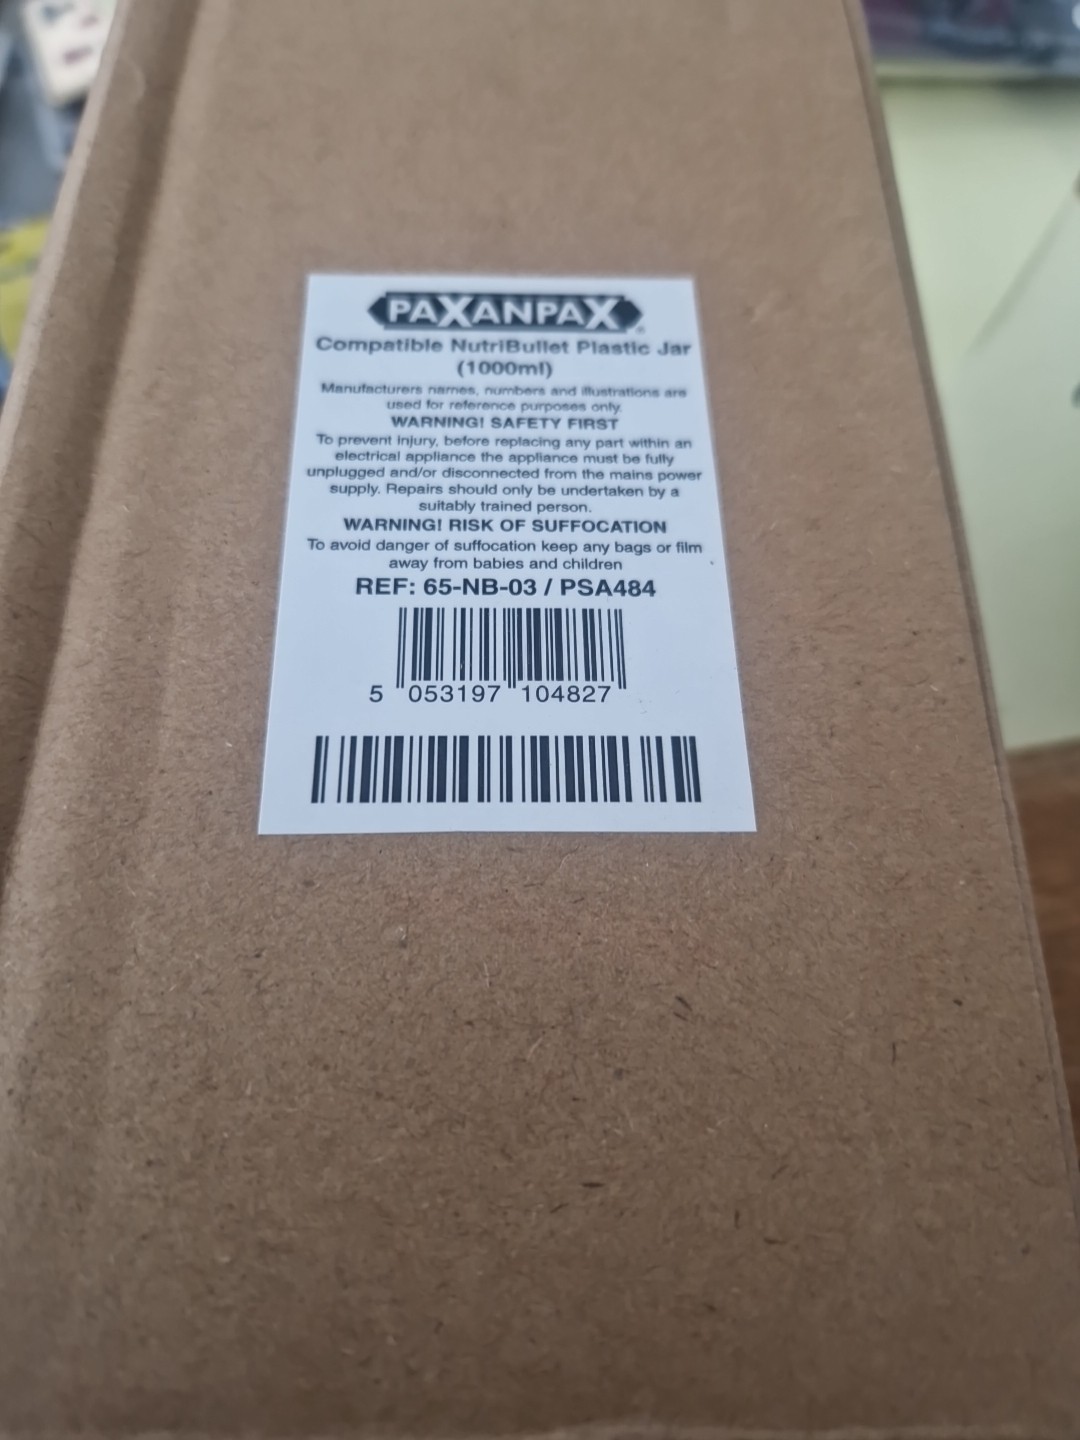 PAXANPAX®
Compatible NutriBullet Plastic Jar
(1000ml)
Manufacturers names, numbers and illustrations are
used for reference purposes only.
WARNING! SAFETY FIRST
To prevent injury, before replacing any part within an
electrical appliance the appliance must be fully
unplugged and/or disconnected from the mains power
supply. Repairs should only be undertaken by a
suitably trained person.
WARNING! RISK OF SUFFOCATION
To avoid danger of suffocation keep any bags or film
away from babies and children
REF: 65-NB-03 / PSA484
5 053197 104827